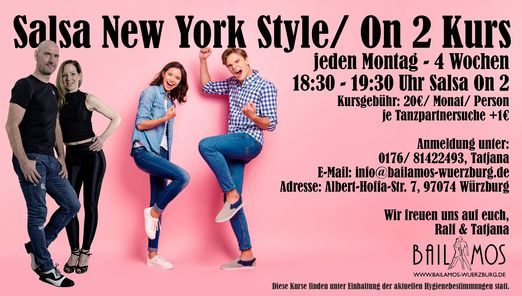 Salsa New York Style/ On 2 Kurs
jeden Montag - 4 Wochen
18:30 - 19:30 Uhr Salsa On 2
Kursgebühr: 20€/ Monat/ Person
je Tanzpartnersuche +1€
Anmeldung unter:
0176/ 81422493, Tatjana
E-Mail: info@bailamos-wuerzburg.de
Adresse: Albert-Hoffa-Str. 7, 97074 Würzburg
Wir freuen uns auf euch,
Ralf & Tatjana
BAILAMOS
WWW.BAILAMOS-WUERZBURG.DE
Diese Kurse finden unter Einhaltung der aktuellen Hygienebestimmungen statt.